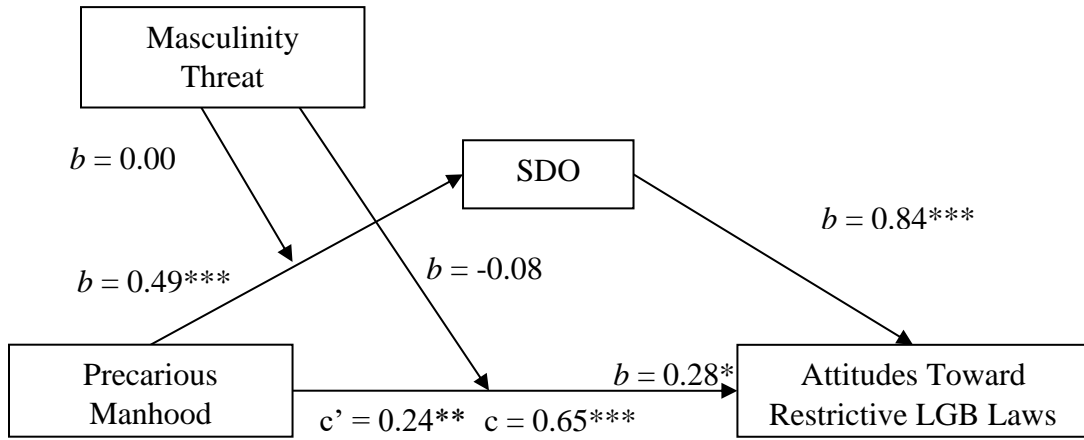 Masculinity
Threat
b = 0.00
SDO
b = 0.84***
b = 0.49***
b = -0.08
Precarious
Manhood
b = 0.28*
c’ = 0.24** c = 0.65***
Attitudes Toward
Restrictive LGB Laws